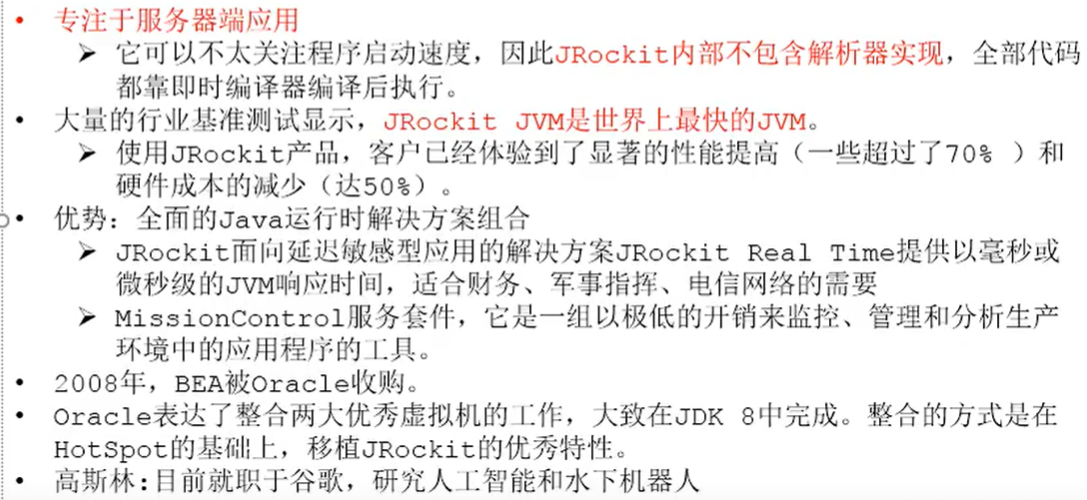 • 专注于服务器端应用
➢ 它可以不太关注程序启动速度，因此JRockit内部不包含解析器实现，全部代码
都靠即时编译器编译后执行。
• 大量的行业基准测试显示，JRockit JVM是世界上最快的JVM。
➢ 使用JRockit产品，客户已经体验到了显著的性能提高（一些超过了70% ）和
硬件成本的减少（达50%）。
• 优势：全面的Java运行时解决方案组合
➢ JRockit面向延迟敏感型应用的解决方案JRockit Real Time提供以毫秒或
微秒级的JVM响应时间，适合财务、军事指挥、电信网络的需要
➢ MissionControl服务套件，它是一组以极低的开销来监控、管理和分析生产
环境中的应用程序的工具。
• 2008年，BEA被Oracle收购。
• Oracle表达了整合两大优秀虚拟机的工作，大致在JDK 8中完成。整合的方式是在
HotSpot的基础上，移植JRockit的优秀特性。
• 高斯林:目前就职于谷歌，研究人工智能和水下机器人